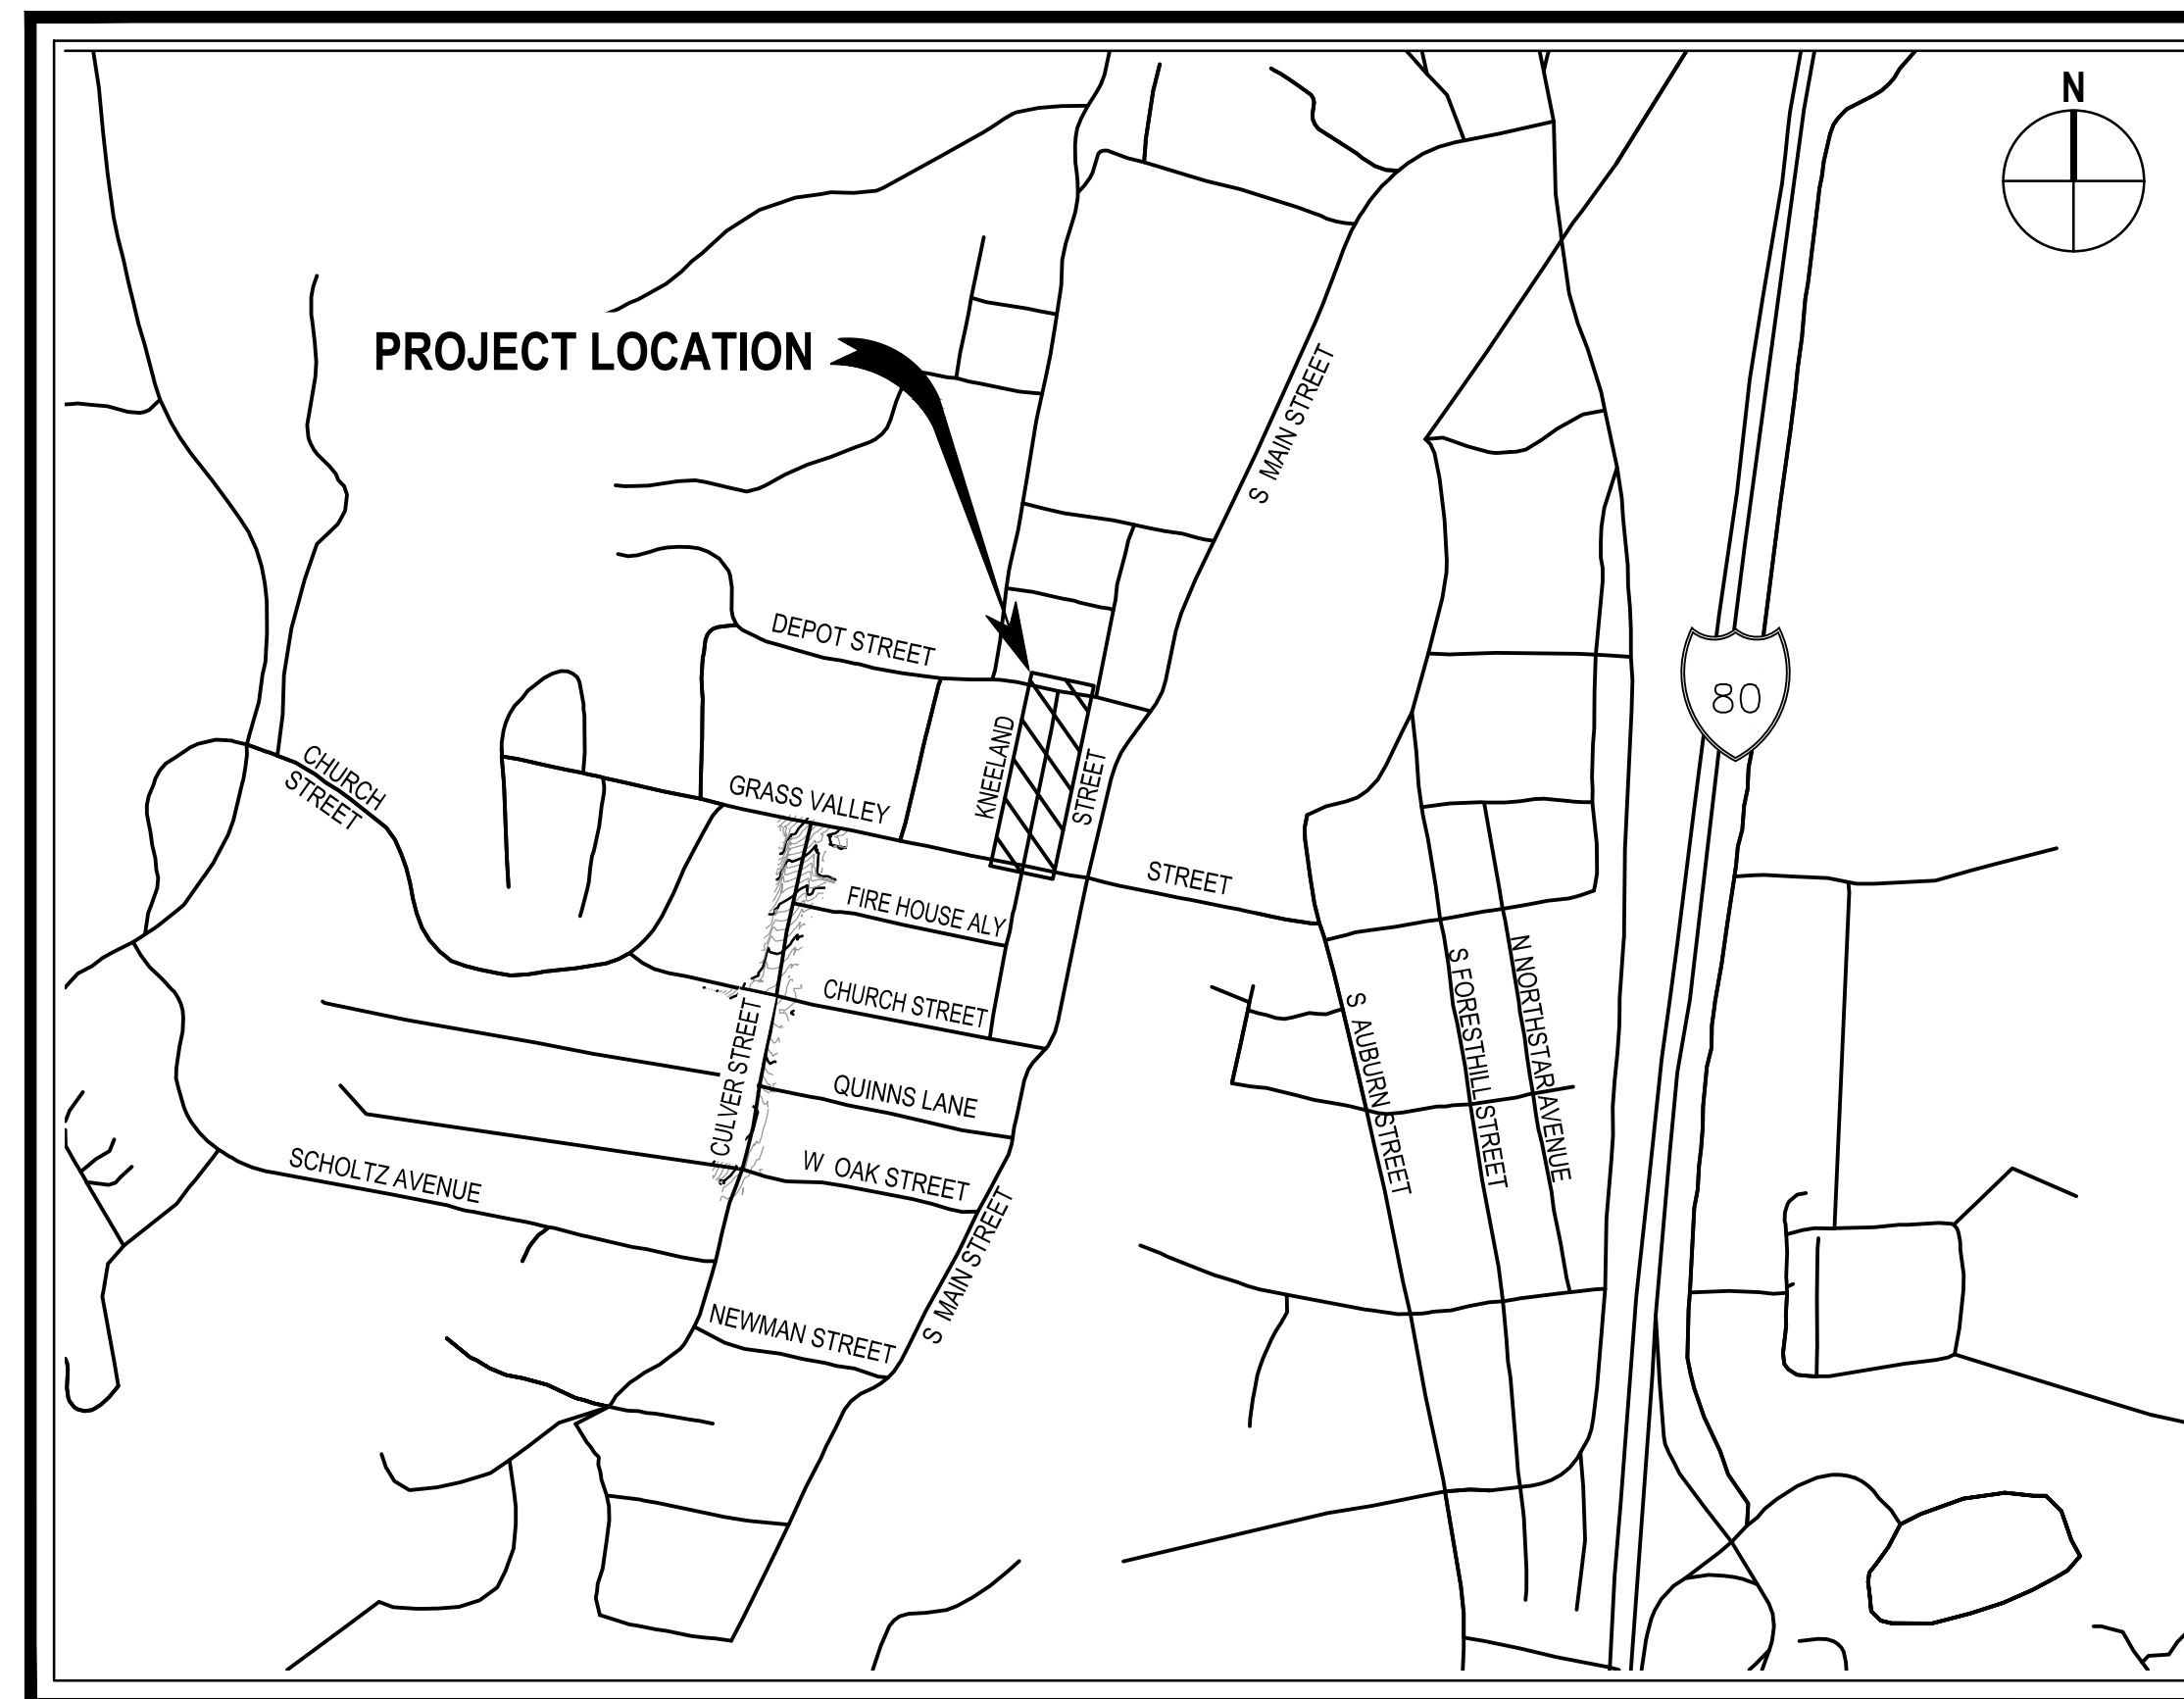 N
PROJECT LOCATION
S MAIN STREET
DEPOT STREET
80
KNEELAND
STREET
CHURCH
STREET
GRASS VALLEY
STREET
FIRE HOUSE ALY
CHURCH STREET
CULVER STREET
QUINNS LANE
W OAK STREET
SCHOLTZ AVENUE
S MAIN STREET
NEWMAN STREET
S AUBURN STREET
S FORESTHILL STREET
N NORTHSTAR AVENUE